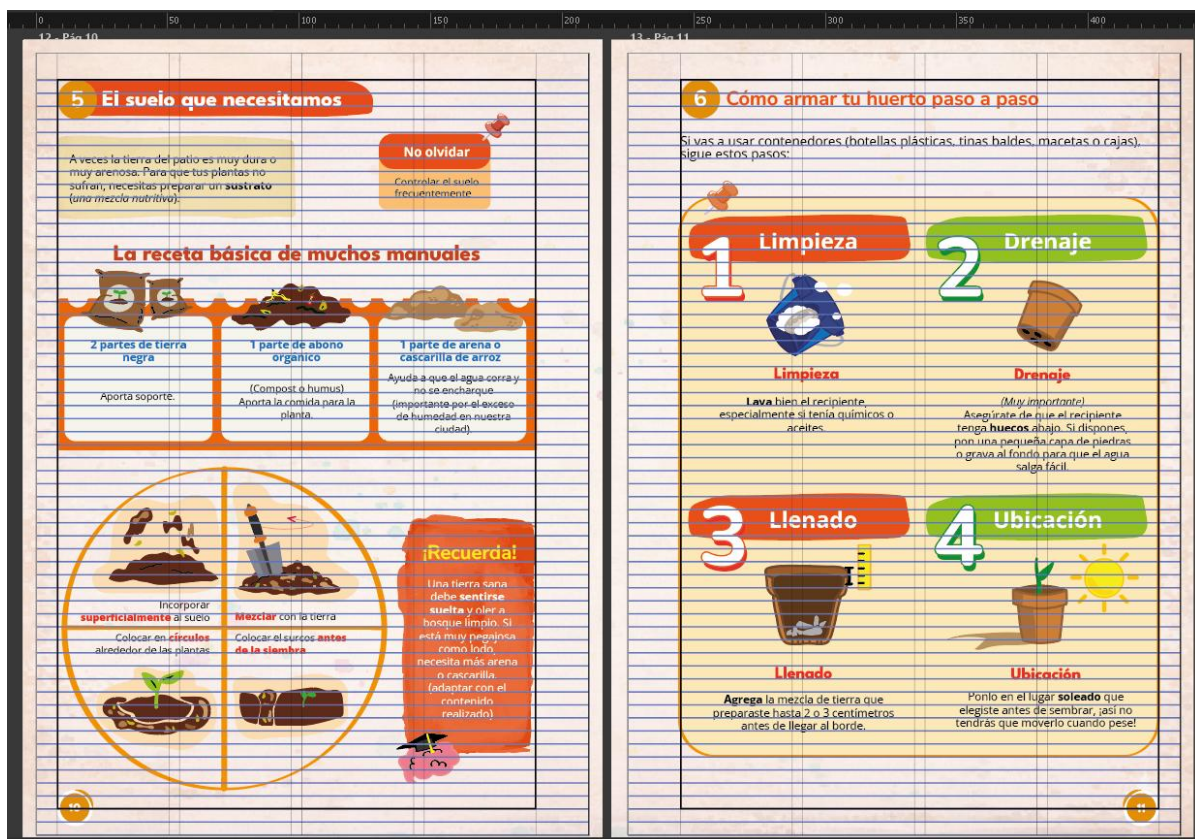 0 50 100 150 200 250 300 350 400
12 - Pág 10
5 El suelo que necesitamos
A veces la tierra del patio es muy dura o
muy arenosa. Para que tus plantas no
sufran, necesitas preparar un sustrato
(una mezcla nutritiva).
No olvidar
Controlar el suelo
frecuentemente
La receta básica de muchos manuales
2 partes de tierra
negra
Aporta soporte.
1 parte de abono
orgánico
(Compost o humus)
Aporta la comida para la
planta.
1 parte de arena o
cascarilla de arroz
Ayuda a que el agua corra y
no se encharque
(importante por el exceso
de humedad en nuestra
ciudad).
Incorporar
superficialmente al suelo
Mezclar con la tierra
Colocar en círculos
alrededor de las plantas
Colocar el surcos antes
de la siembra
¡Recuerda!
Una tierra sana
debe sentirse
suelta y oler a
bosque limpio. Si
está muy pegajosa
como lodo,
necesita más arena
o cascarilla.
(adaptar con el
contenido
realizado)
10
13 - Pág 11
6 Cómo armar tu huerto paso a paso
Si vas a usar contenedores (botellas plásticas, tinas baldes, macetas o cajas),
sigue estos pasos:
1 Limpieza
Limpieza
Lava bien el recipiente,
especialmente si tenía químicos o
aceites.
2 Drenaje
Drenaje
(Muy importante)
Asegúrate de que el recipiente
tenga huecos abajo. Si dispones,
pon una pequeña capa de piedras
o grava al fondo para que el agua
salga fácil.
3 Llenado
Llenado
Agrega la mezcla de tierra que
preparaste hasta 2 o 3 centímetros
antes de llegar al borde.
4 Ubicación
Ubicación
Ponlo en el lugar soleado que
elegiste antes de sembrar, ¡así no
tendrás que moverlo cuando pese!
11